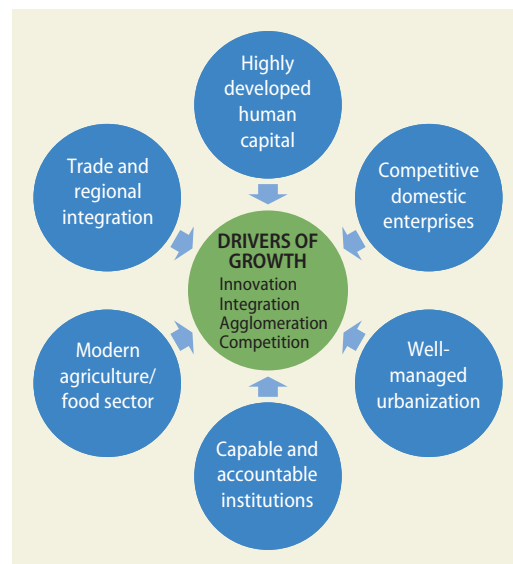 Highly
developed
human
capital
Trade and
regional
integration
Competitive
domestic
enterprises
DRIVERS OF
GROWTH
Innovation
Integration
Agglomeration
Competition
Modern
agriculture/
food sector
Well-
managed
urbanization
Capable and
accountable
institutions